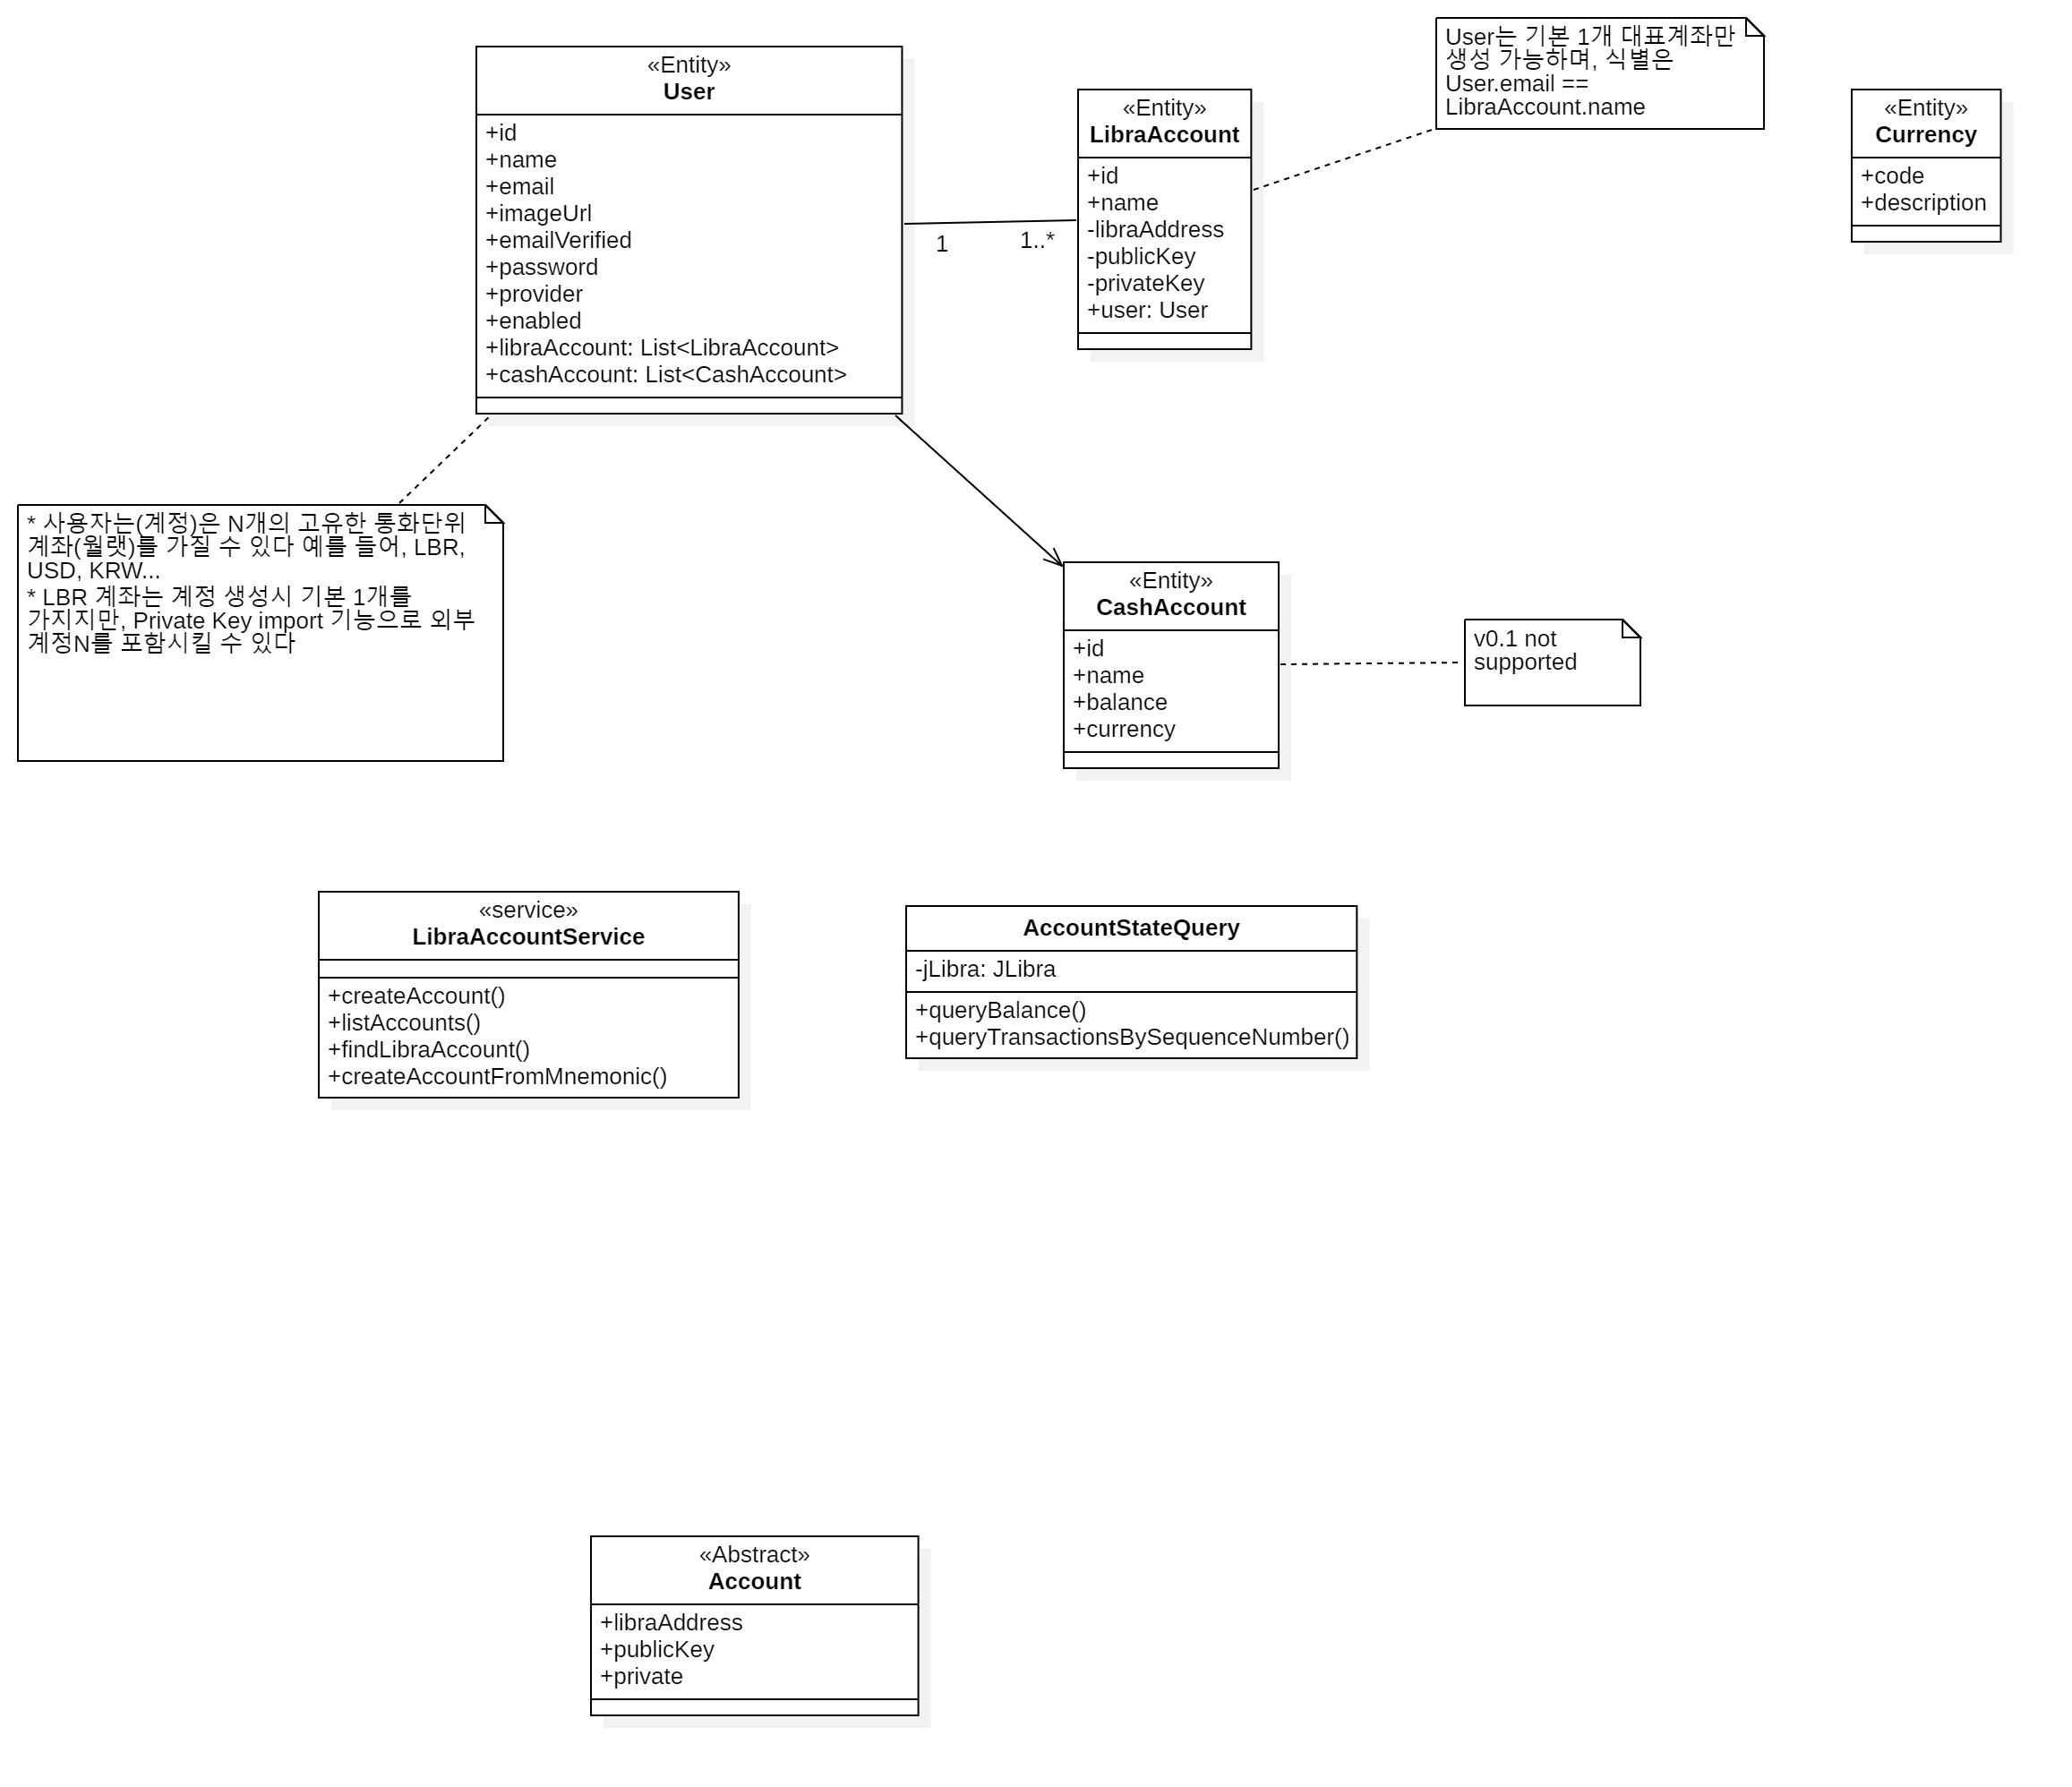 «Entity»
User
+id
+name
+email
+imageUrl
+emailVerified
+password
+provider
+enabled
+libraAccount: List<LibraAccount>
+cashAccount: List<CashAccount>
1
1..*
«Entity»
LibraAccount
+id
+name
-libraAddress
-publicKey
-privateKey
+user: User
User는 기본 1개 대표계좌만
생성 가능하며, 식별은
User.email ==
LibraAccount.name
«Entity»
Currency
+code
+description
* 사용자는(계정)은 N개의 고유한 통화단위
계좌(월랫)를 가질 수 있다 예를 들어, LBR,
USD, KRW...
* LBR 계좌는 계정 생성시 기본 1개를
가지지만, Private Key import 기능으로 외부
계정N를 포함시킬 수 있다
«Entity»
CashAccount
+id
+name
+balance
+currency
v0.1 not
supported
«service»
LibraAccountService
+createAccount()
+listAccounts()
+findLibraAccount()
+createAccountFromMnemonic()
AccountStateQuery
-jLibra: JLibra
+queryBalance()
+queryTransactionsBySequenceNumber()
«Abstract»
Account
+libraAddress
+publicKey
+private